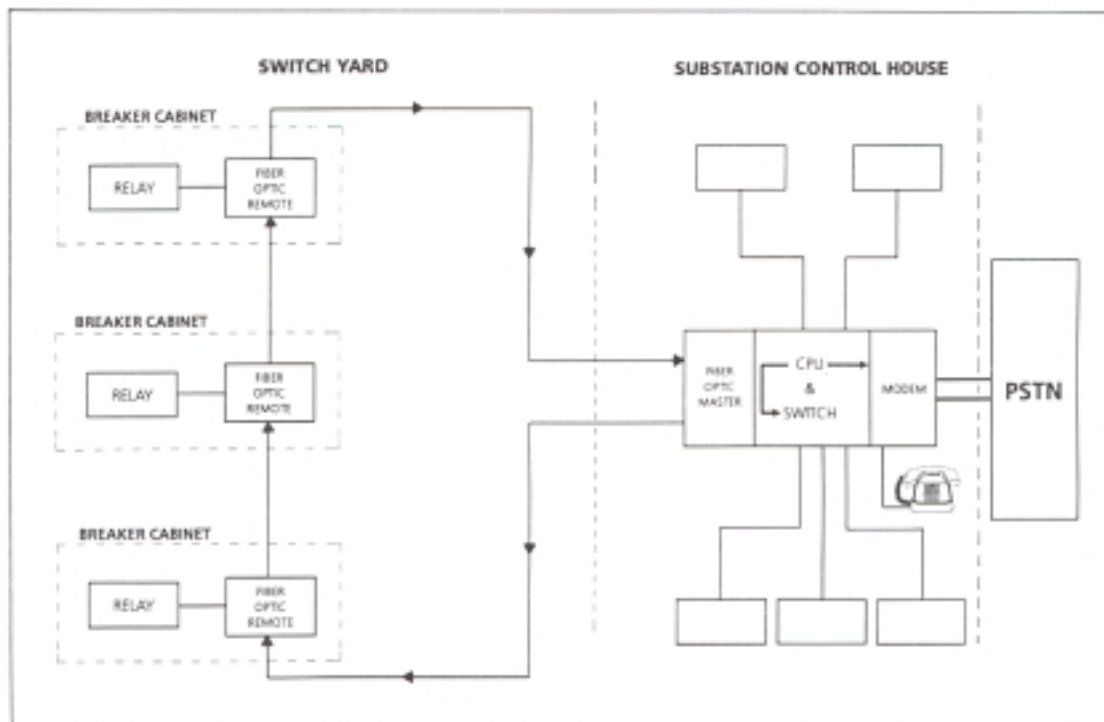 SWITCH YARD
SUBSTATION CONTROL HOUSE
BREAKER CABINET
RELAY
FIBER
OPTIC
REMOTE
BREAKER CABINET
RELAY
FIBER
OPTIC
REMOTE
BREAKER CABINET
RELAY
FIBER
OPTIC
REMOTE
FIBER
OPTIC
MASTER
CPU
&
SWITCH
MODEM
PSTN